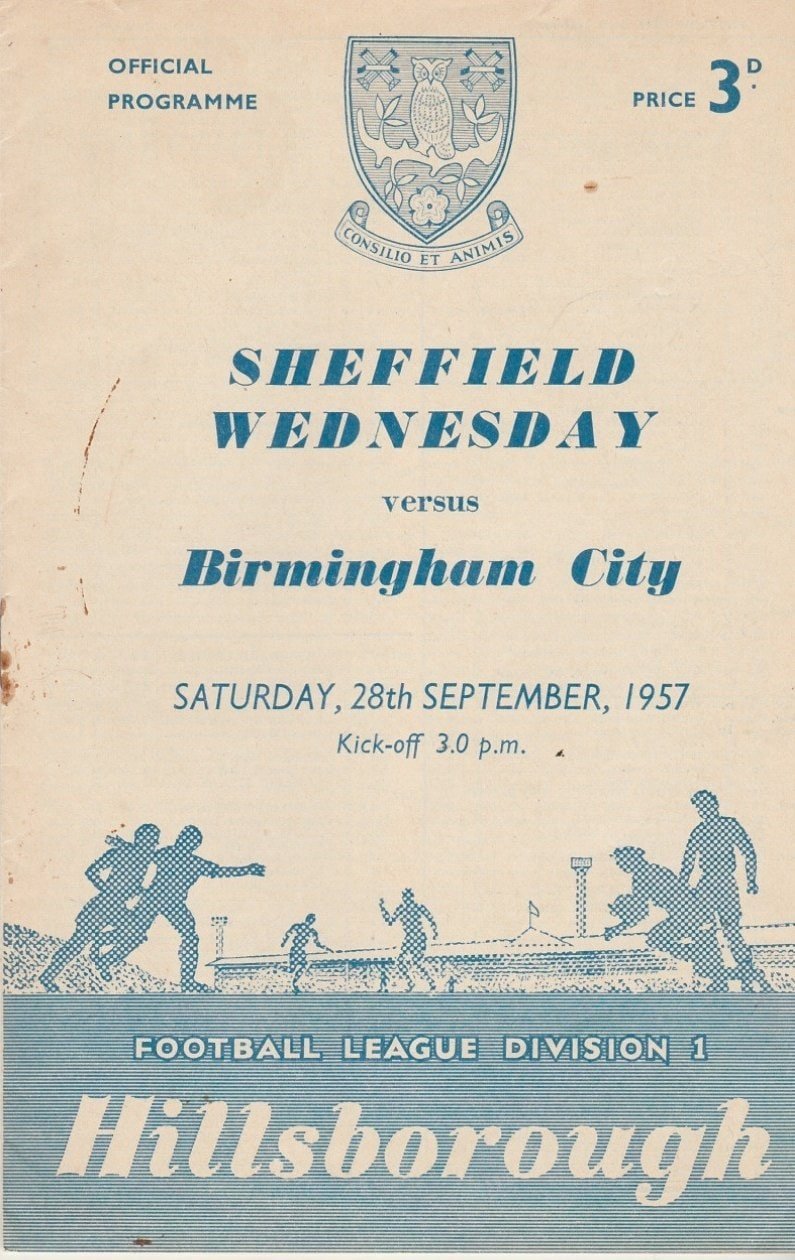 OFFICIAL
PROGRAMME
PRICE 3D.
CONSILIO ET ANIMIS
SHEFFIELD
WEDNESDAY
versus
Birmingham City
SATURDAY, 28th SEPTEMBER, 1957
Kick-off 3.0 p.m.
FOOTBALL LEAGUE DIVISION 1
Hillsborough